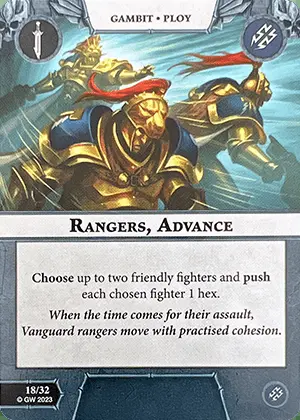 GAMBIT • PLOY
RANGERS, ADVANCE
Choose up to two friendly fighters and push
each chosen fighter 1 hex.
When the time comes for their assault,
Vanguard rangers move with practised cohesion.
18/32
© GW 2023